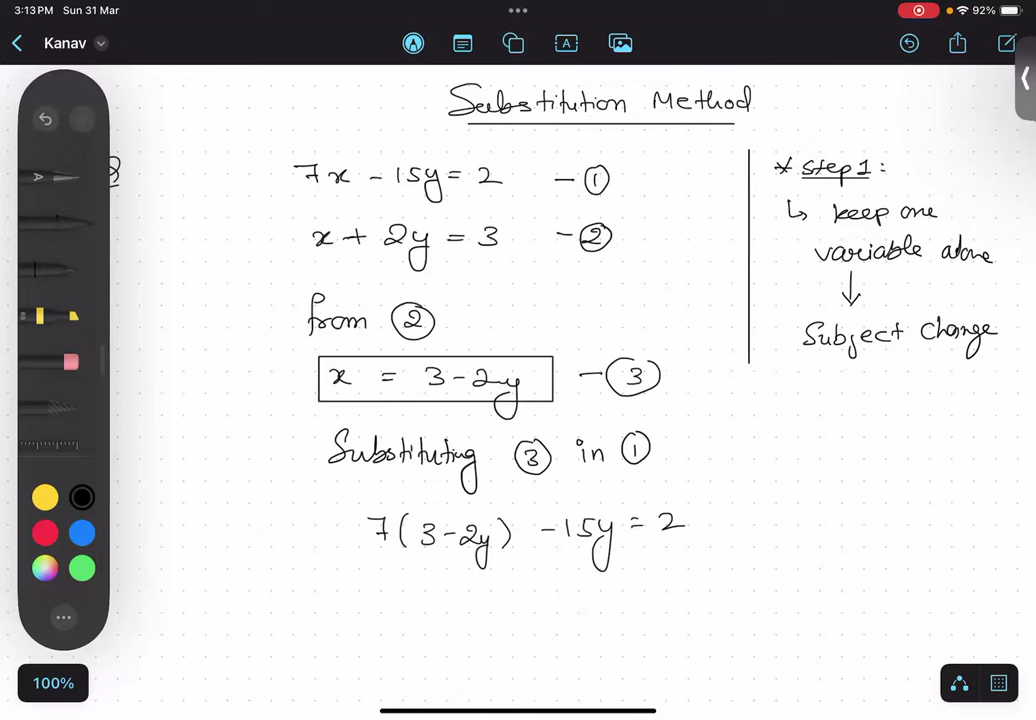 3:13 PM Sun 31 Mar
92%
Kanav
Substitution Method
7x - 15y = 2 - ①
x + 2y = 3 - ②
from ②
x = 3 - 2y - ③
Substituting ③ in ①
7(3 - 2y) - 15y = 2
* Step 1 :
↳ keep one
variable alone
↓
Subject Change
100%